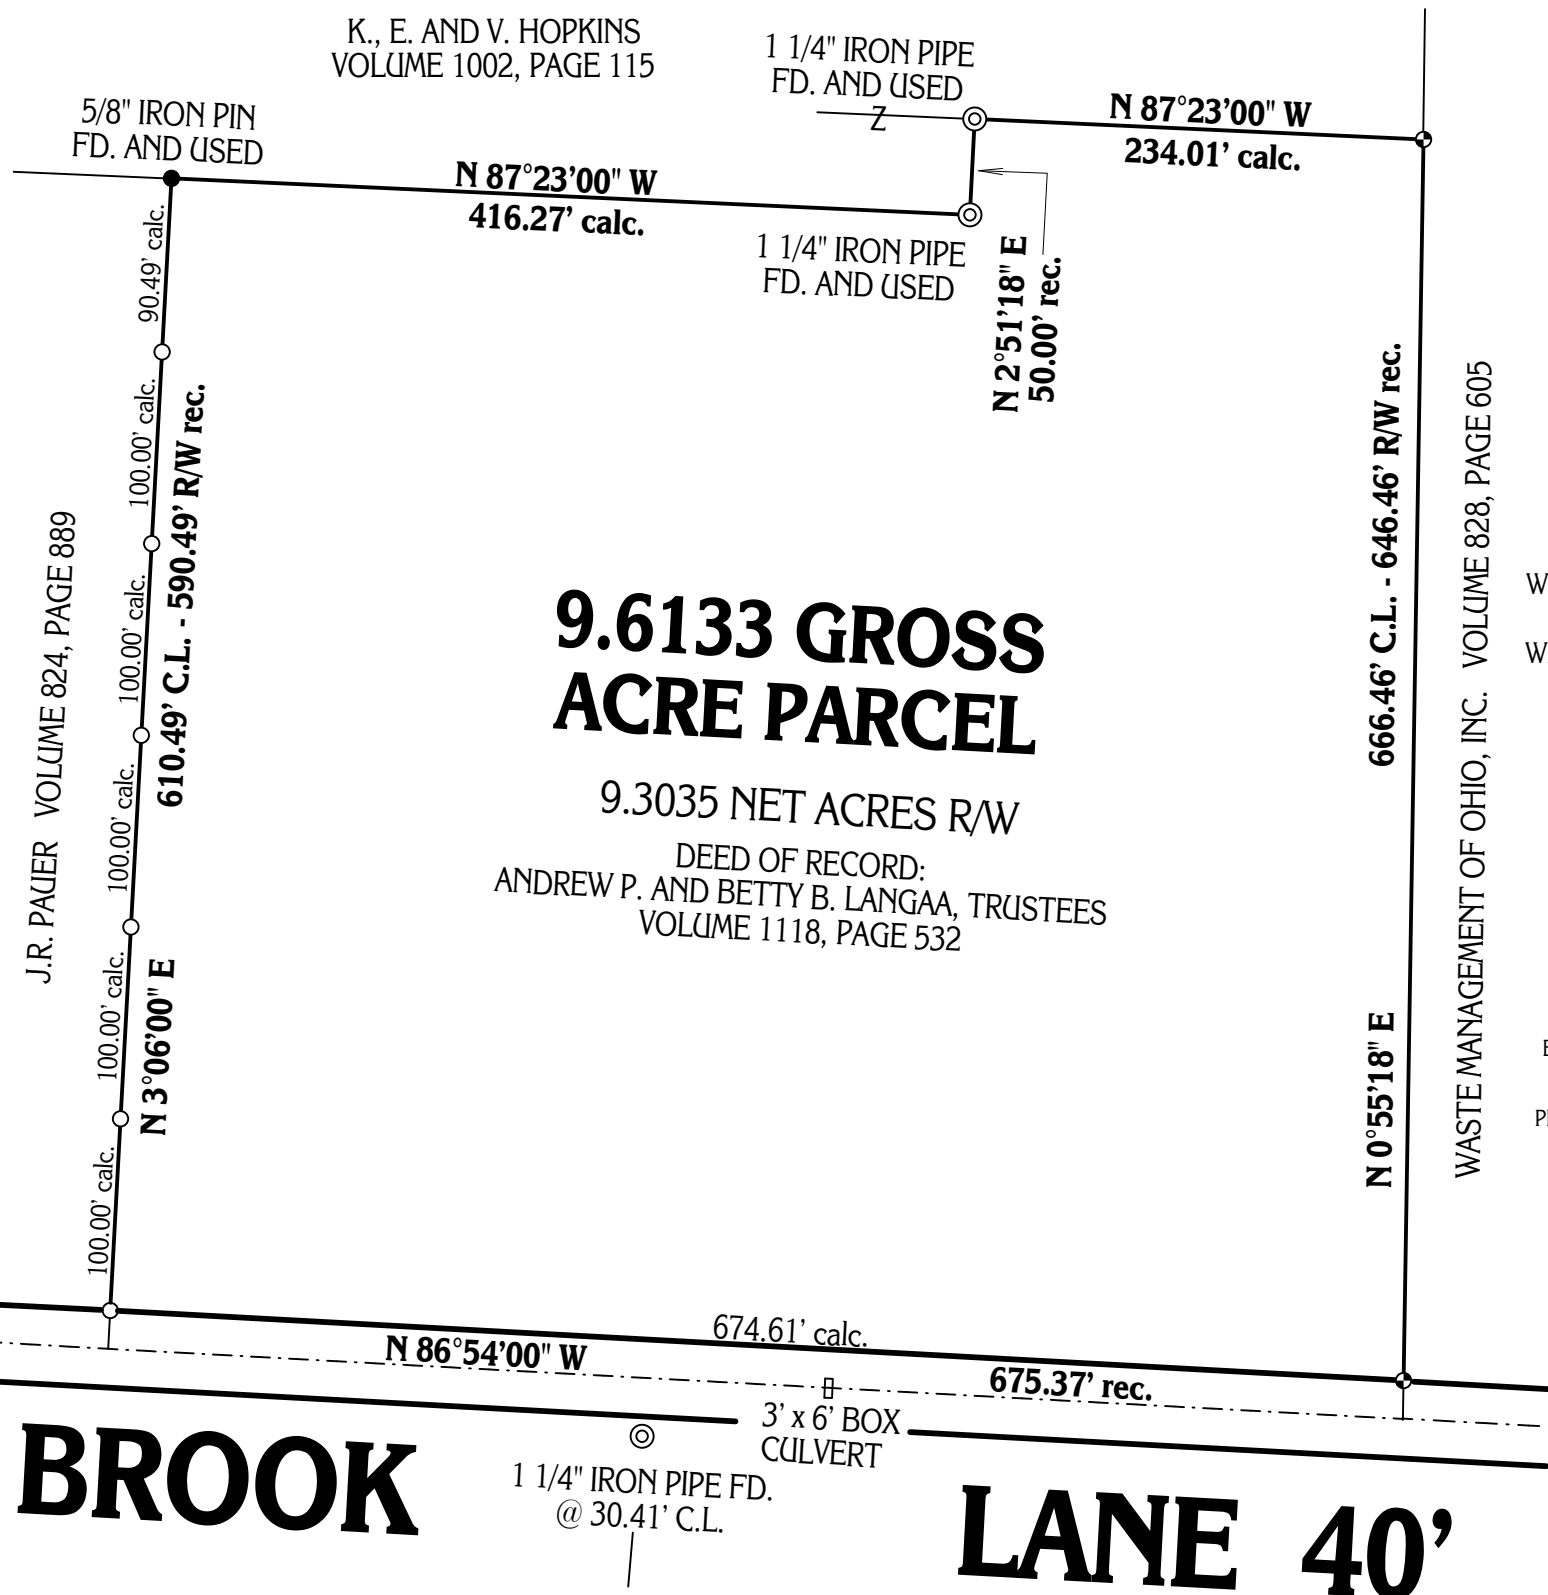 K., E. AND V. HOPKINS
VOLUME 1002, PAGE 115
1 1/4" IRON PIPE
FD. AND USED
5/8" IRON PIN
FD. AND USED
Z
N 87°23'00" W
234.01' calc.
N 87°23'00" W
416.27' calc.
1 1/4" IRON PIPE
FD. AND USED
N 2°51'18" E
50.00' rec.
90.49' calc.
100.00' calc.
100.00' calc.
100.00' calc.
100.00' calc.
100.00' calc.
610.49' C.L. - 590.49' R/W rec.
N 3°06'00" E
J.R. PAUER VOLUME 824, PAGE 889
9.6133 GROSS
ACRE PARCEL
9.3035 NET ACRES R/W
DEED OF RECORD:
ANDREW P. AND BETTY B. LANGAA, TRUSTEES
VOLUME 1118, PAGE 532
666.46' C.L. - 646.46' R/W rec.
N 0°55'18" E
WASTE MANAGEMENT OF OHIO, INC. VOLUME 828, PAGE 605
674.61' calc.
N 86°54'00" W
675.37' rec.
3' x 6' BOX
CULVERT
1 1/4" IRON PIPE FD.
@ 30.41' C.L.
BROOK LANE 40'